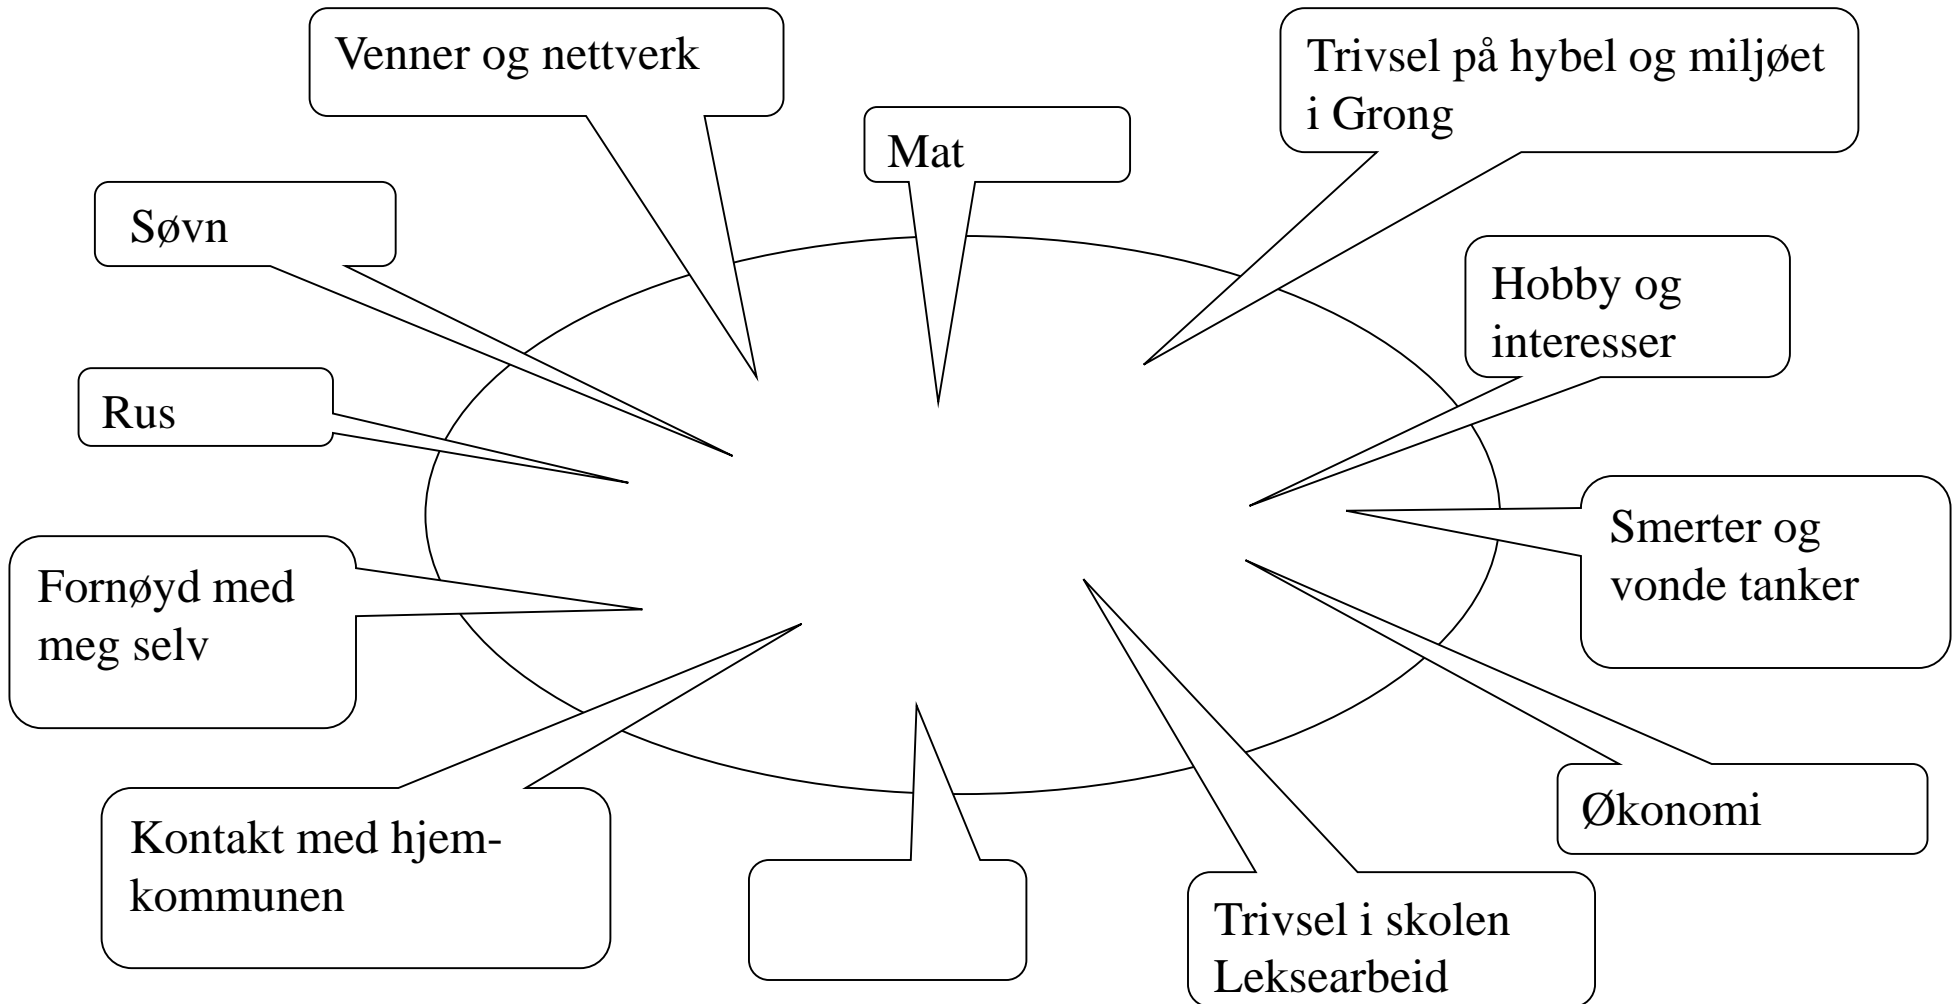 Venner og nettverk
Trivsel på hybel og miljøet
i Grong
Mat
Søvn
Hobby og
interesser
Rus
Smerter og
vonde tanker
Fornøyd med
meg selv
Økonomi
Kontakt med hjem-
kommunen
Trivsel i skolen
Leksearbeid